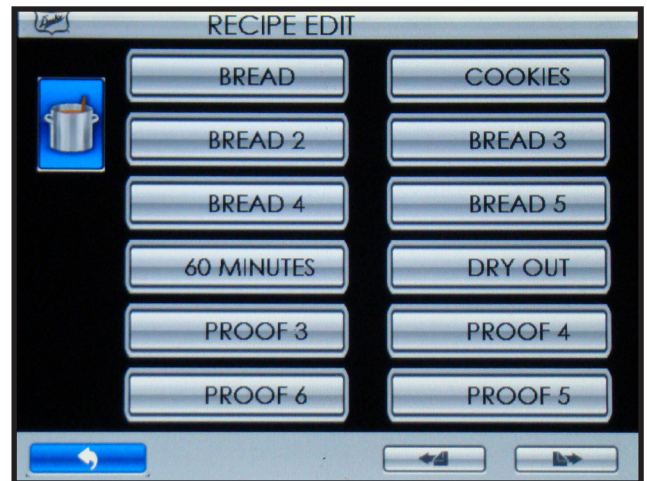 RECIPE EDIT
BREAD COOKIES
BREAD 2 BREAD 3
BREAD 4 BREAD 5
60 MINUTES DRY OUT
PROOF 3 PROOF 4
PROOF 6 PROOF 5